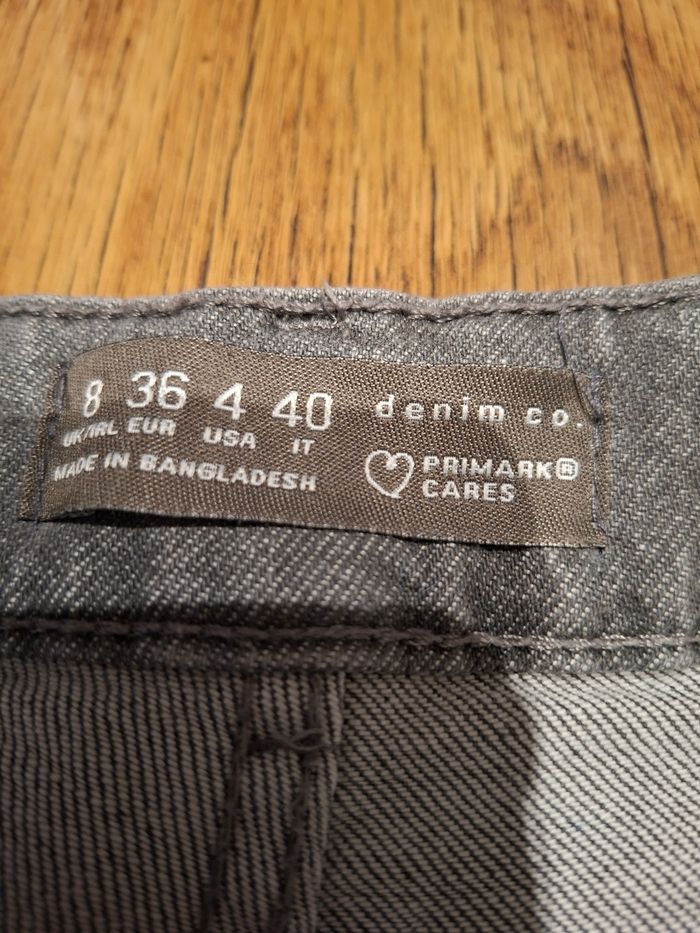 8 36 4 40
UK/IRL EUR USA IT
MADE IN BANGLADESH
denim co.
PRIMARK®
CARES